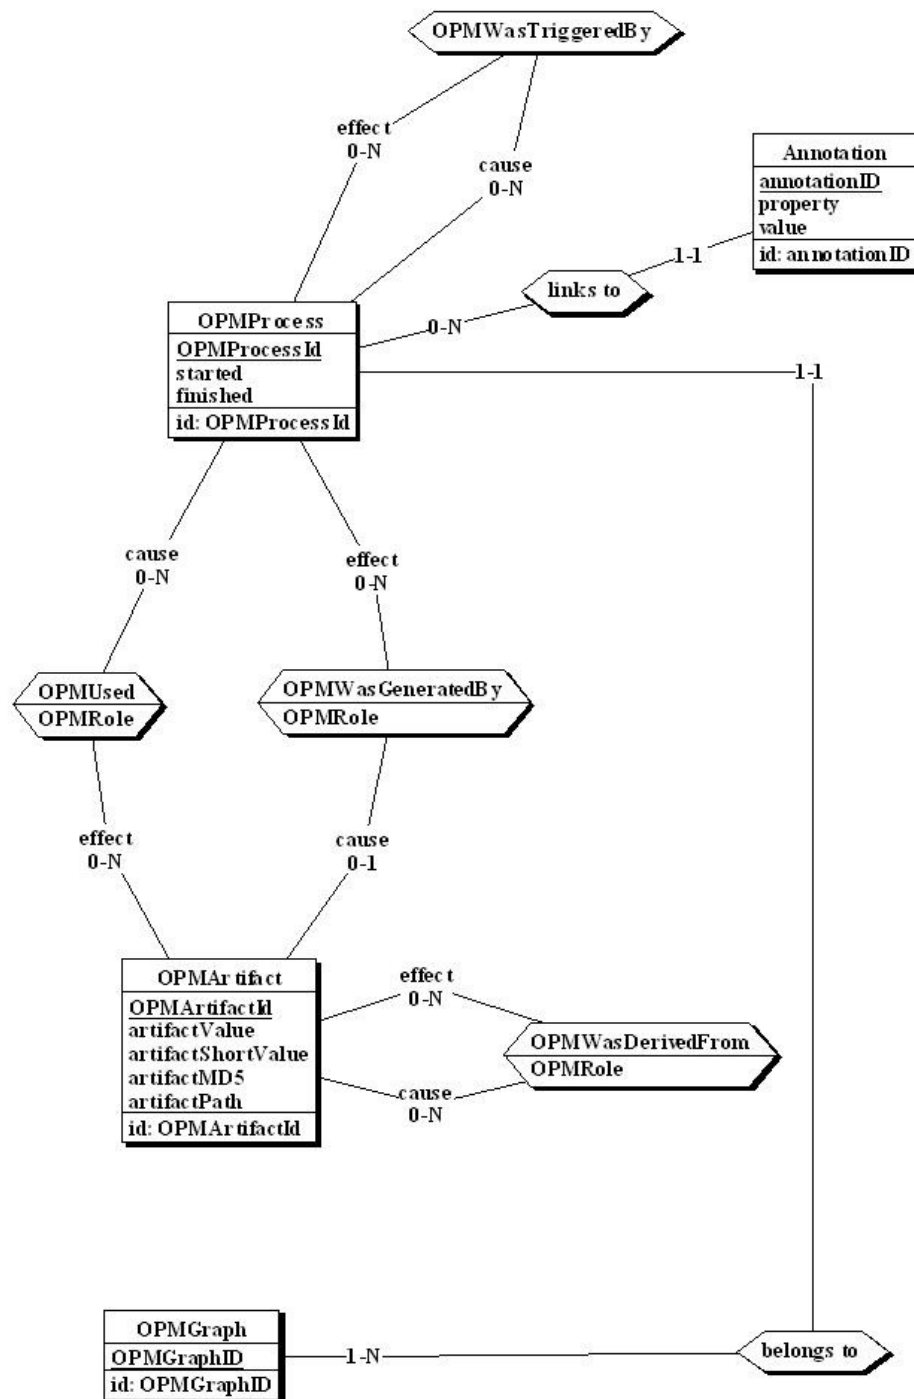 OPMWasTriggeredBy
effect
0-N
cause
0-N
Annotation
annotationID
property
value
id: annotationID
1-1
links to
0-N
OPMProcess
OPMProcessId
started
finished
id: OPMProcessId
1-1
cause
0-N
effect
0-N
OPMUsed
OPMRole
OPMWasGeneratedBy
OPMRole
effect
0-N
cause
0-1
OPMArtifact
OPMArtifactId
artifactValue
artifactShortValue
artifactMD5
artifactPath
id: OPMArtifactId
effect
0-N
OPMWasDerivedFrom
OPMRole
cause
0-N
OPMGraph
OPMGraphID
id: OPMGraphID
1-N
belongs to